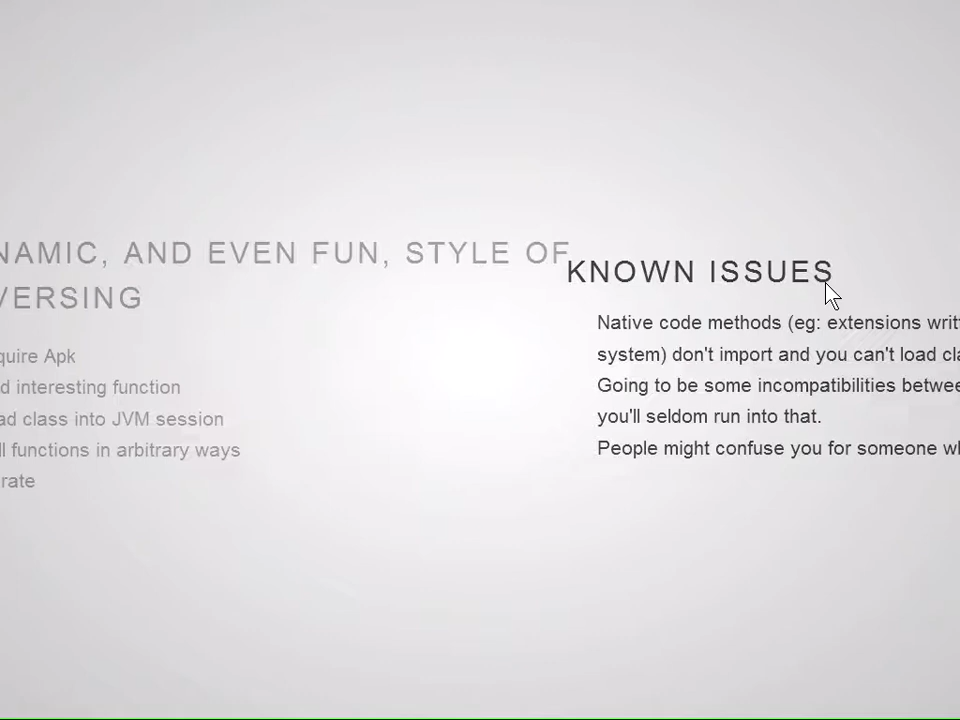 NAMIC, AND EVEN FUN, STYLE OF
VERSING
quire Apk
d interesting function
ad class into JVM session
ll functions in arbitrary ways
rate
KNOWN ISSUES
Native code methods (eg: extensions writ
system) don't import and you can't load cla
Going to be some incompatibilities betwee
you'll seldom run into that.
People might confuse you for someone wh